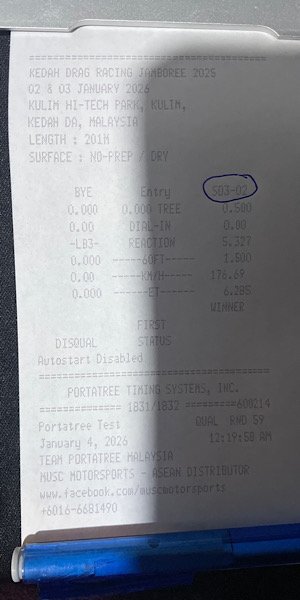 ================================
KEDAH DRAG RACING JAMBOREE 2025
02 & 03 JANUARY 2026
KULIM HI-TECH PARK, KULIM,
KEDAH DA, MALAYSIA
LENGTH : 201M
SURFACE : NO-PREP / DRY
BYE Entry SD3-02
0.000 0.000 TREE 0.500
0.00 DIAL-IN 0.00
-LB3- REACTION 5.327
0.000 -----60FT----- 1.500
0.00 -----KM/H----- 176.69
0.000 ------ET------ 6.285
WINNER
FIRST
DISQUAL STATUS
Autostart Disabled
================================
PORTATREE TIMING SYSTEMS, INC.
============ 1831/1832 =========600214
Portatree Test QUAL RND 59
January 4, 2026 12:19:58 AM
TEAM PORTATREE MALAYSIA
MUSC MOTORSPORTS - ASEAN DISTRIBUTOR
www.facebook.com/muscmotorsports
+6016-6681490